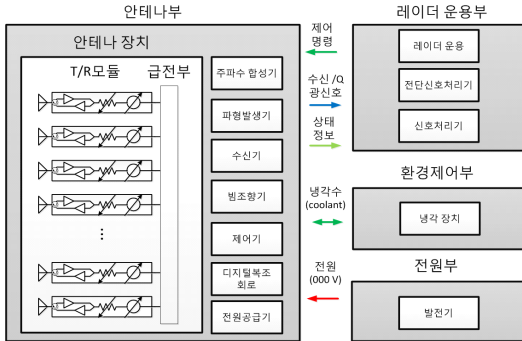 안테나부
안테나 장치
T/R모듈
급전부
주파수 합성기
파형발생기
수신기
빔조향기
제어기
디지털복조
회로
전원공급기
제어
명령
수신 /Q
광신호
상태
정보
냉각수
(coolant)
전원
(000 V)
레이더 운용부
레이더 운용
전단신호처리기
신호처리기
환경제어부
냉각 장치
전원부
발전기